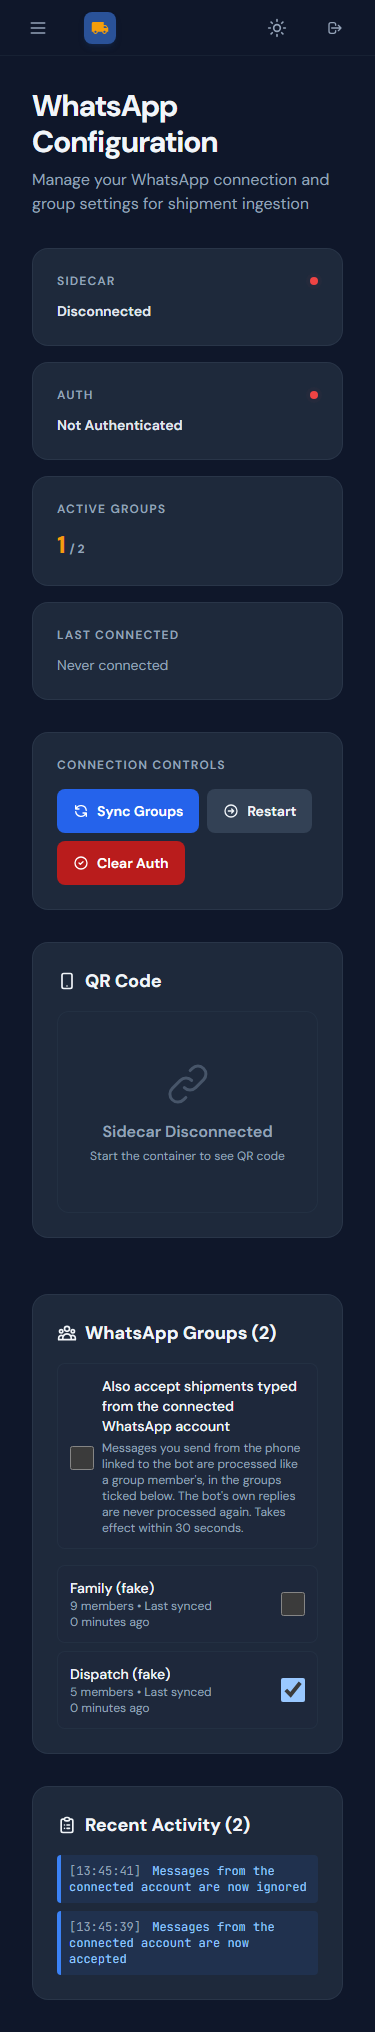 WhatsApp
Configuration
Manage your WhatsApp connection and
group settings for shipment ingestion
SIDECAR
Disconnected
AUTH
Not Authenticated
ACTIVE GROUPS
1 / 2
LAST CONNECTED
Never connected
CONNECTION CONTROLS
Sync Groups
Restart
Clear Auth
QR Code
Sidecar Disconnected
Start the container to see QR code
WhatsApp Groups (2)
Also accept shipments typed
from the connected
WhatsApp account
Messages you send from the phone
linked to the bot are processed like
a group member's, in the groups
ticked below. The bot's own replies
are never processed again. Takes
effect within 30 seconds.
Family (fake)
9 members • Last synced
0 minutes ago
Dispatch (fake)
5 members • Last synced
0 minutes ago
Recent Activity (2)
[13:45:41] Messages from the
connected account are now ignored
[13:45:39] Messages from the
connected account are now
accepted